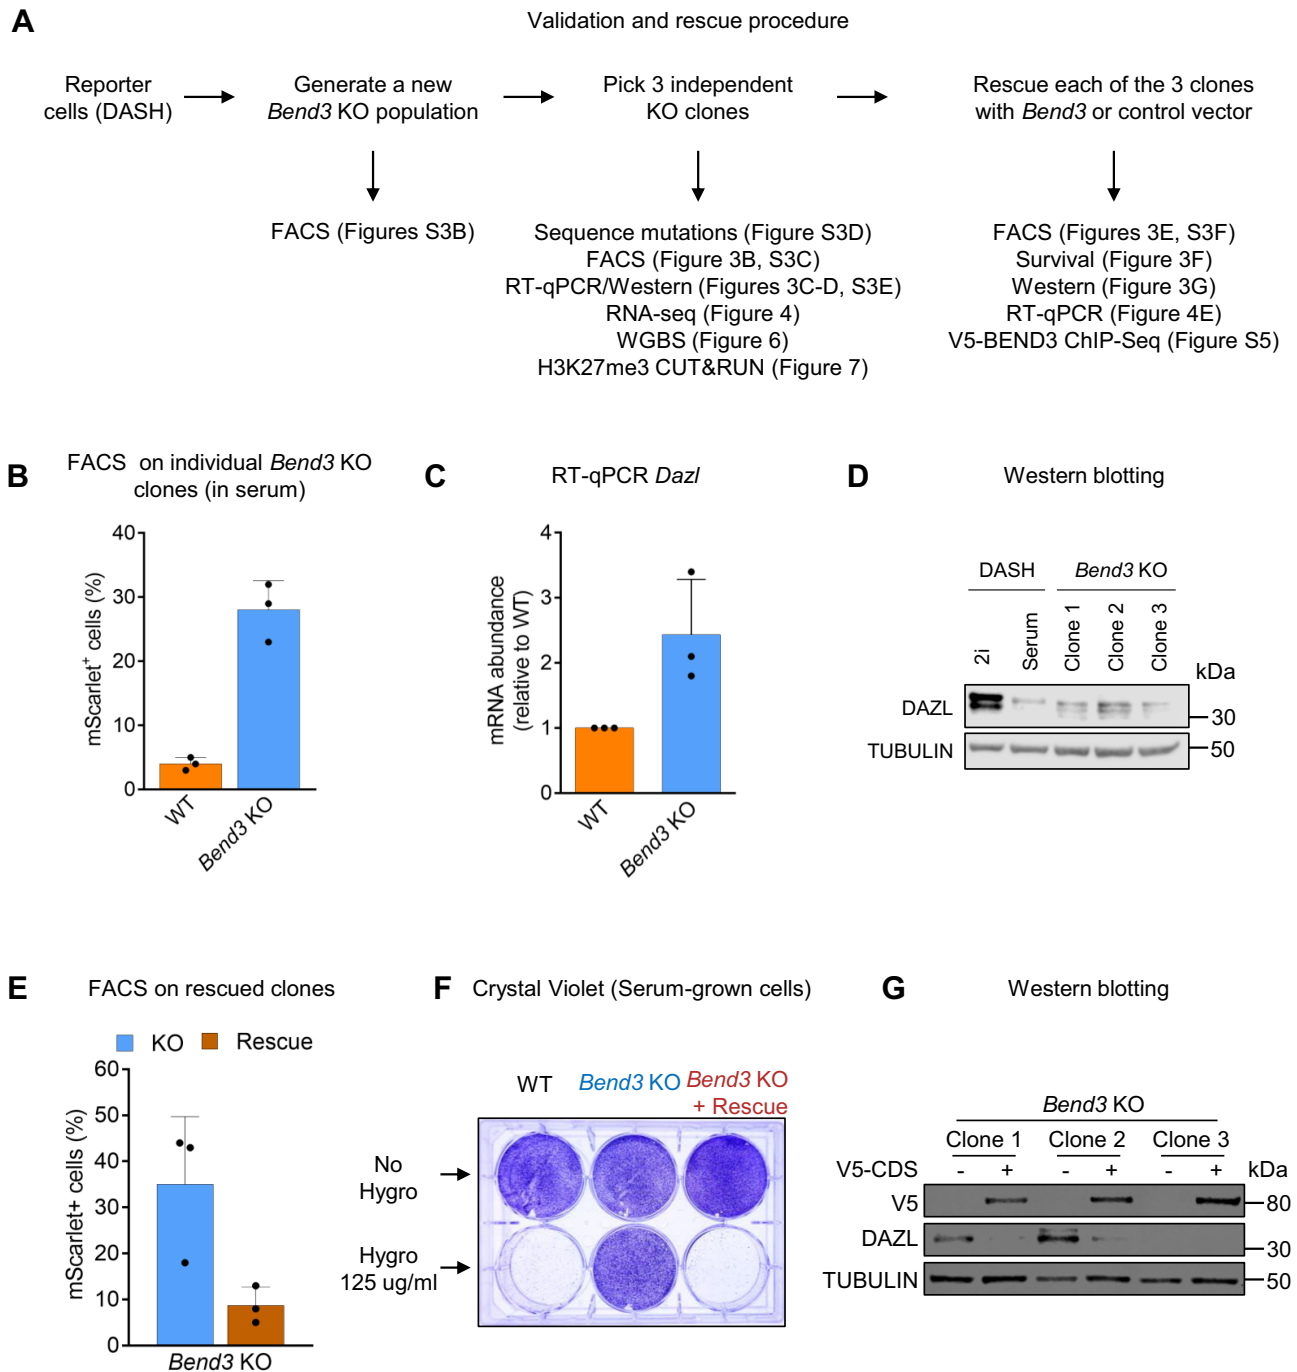 A
Validation and rescue procedure
Reporter
cells (DASH)
Generate a new
Bend3 KO population
Pick 3 independent
KO clones
Rescue each of the 3 clones
with Bend3 or control vector
FACS (Figures S3B)
Sequence mutations (Figure S3D)
FACS (Figure 3B, S3C)
RT-qPCR/Western (Figures 3C-D, S3E)
RNA-seq (Figure 4)
WGBS (Figure 6)
H3K27me3 CUT&RUN (Figure 7)
FACS (Figures 3E, S3F)
Survival (Figure 3F)
Western (Figure 3G)
RT-qPCR (Figure 4E)
V5-BEND3 ChIP-Seq (Figure S5)
B
FACS on individual Bend3 KO
clones (in serum)
mScarlet+ cells (%)
40
30
20
10
0
WT
Bend3 KO
C
RT-qPCR Dazl
mRNA abundance
(relative to WT)
4
3
2
1
0
WT
Bend3 KO
D
Western blotting
DASH
Bend3 KO
2i
Serum
Clone 1
Clone 2
Clone 3
kDa
DAZL
30
TUBULIN
50
E
FACS on rescued clones
KO
Rescue
mScarlet+ cells (%)
60
50
40
30
20
10
0
Bend3 KO
F
Crystal Violet (Serum-grown cells)
WT
Bend3 KO
Bend3 KO
+ Rescue
No
Hygro
Hygro
125 ug/ml
G
Western blotting
Bend3 KO
Clone 1
Clone 2
Clone 3
V5-CDS
- + - + - +
kDa
V5
80
DAZL
30
TUBULIN
50